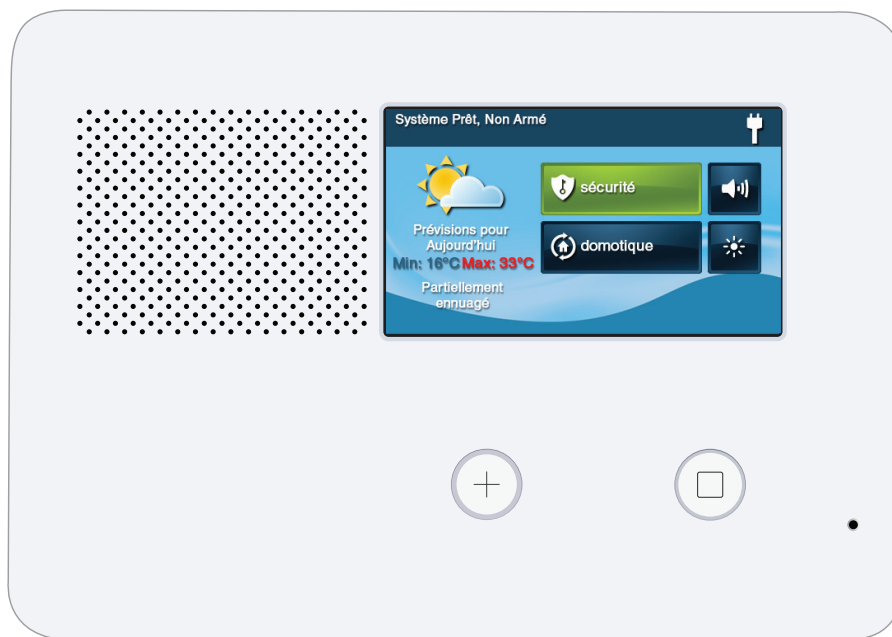 Système Prêt, Non Armé
sécurité
domotique
Prévisions pour
Aujourd'hui
Min: 16°C Max: 33°C
Partiellement
ennuagé